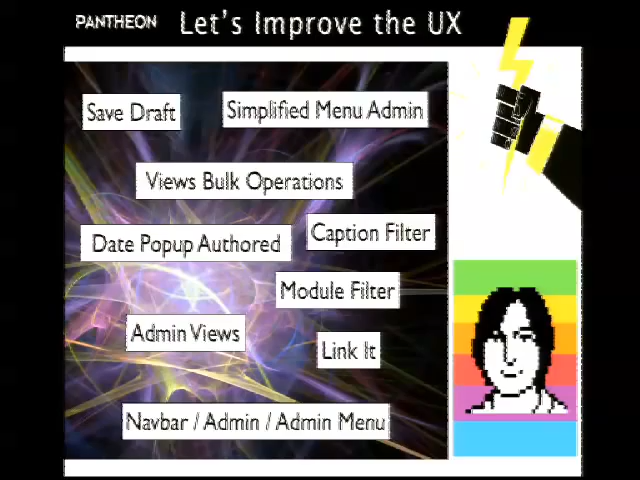 PANTHEON
Let's Improve the UX
Save Draft
Simplified Menu Admin
Views Bulk Operations
Date Popup Authored
Caption Filter
Module Filter
Admin Views
Link It
Navbar / Admin / Admin Menu